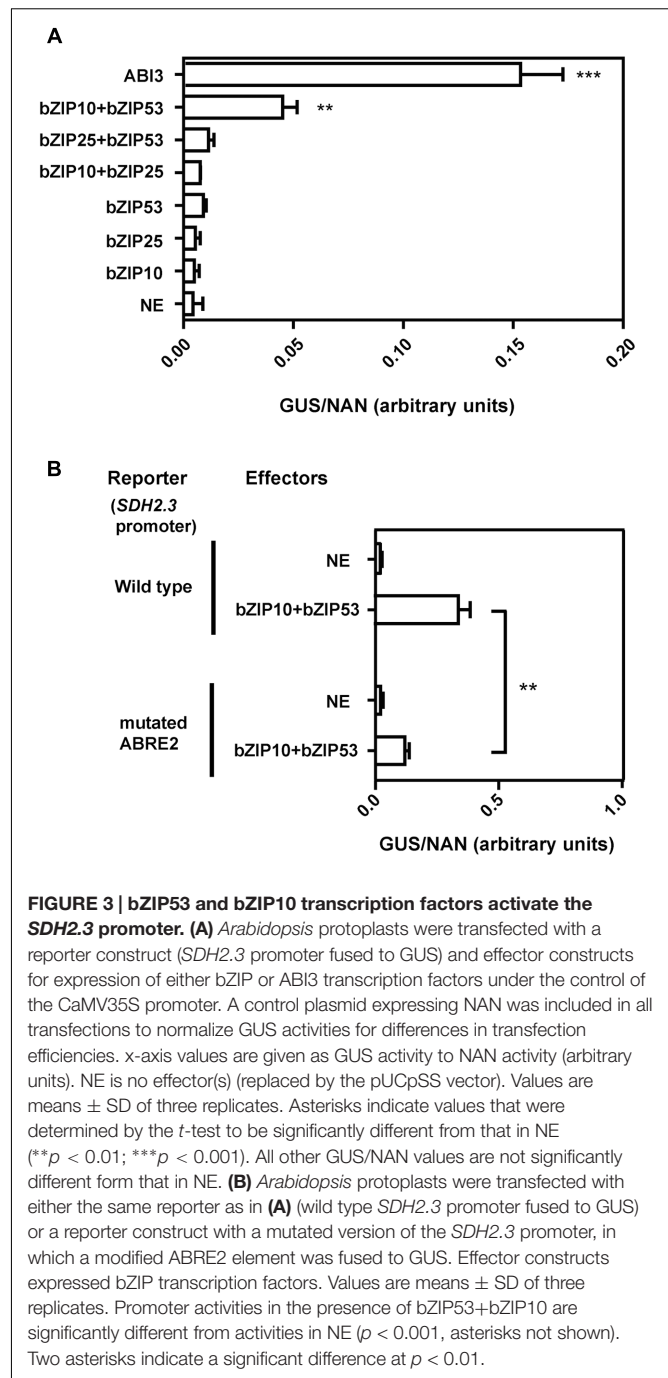 A
ABI3
***
bZIP10+bZIP53
**
bZIP25+bZIP53
bZIP10+bZIP25
bZIP53
bZIP25
bZIP10
NE
0.00
0.05
0.10
0.15
0.20
GUS/NAN (arbitrary units)
B
Reporter
Effectors
(SDH2.3
promoter)
Wild type
NE
bZIP10+bZIP53
**
mutated
ABRE2
NE
bZIP10+bZIP53
0.0
0.5
1.0
GUS/NAN (arbitrary units)
FIGURE 3 | bZIP53 and bZIP10 transcription factors activate the
SDH2.3 promoter. (A) Arabidopsis protoplasts were transfected with a
reporter construct (SDH2.3 promoter fused to GUS) and effector constructs
for expression of either bZIP or ABI3 transcription factors under the control of
the CaMV35S promoter. A control plasmid expressing NAN was included in all
transfections to normalize GUS activities for differences in transfection
efficiencies. x-axis values are given as GUS activity to NAN activity (arbitrary
units). NE is no effector(s) (replaced by the pUCpSS vector). Values are
means ± SD of three replicates. Asterisks indicate values that were
determined by the t-test to be significantly different from that in NE
(**p < 0.01; ***p < 0.001). All other GUS/NAN values are not significantly
different form that in NE. (B) Arabidopsis protoplasts were transfected with
either the same reporter as in (A) (wild type SDH2.3 promoter fused to GUS)
or a reporter construct with a mutated version of the SDH2.3 promoter, in
which a modified ABRE2 element was fused to GUS. Effector constructs
expressed bZIP transcription factors. Values are means ± SD of three
replicates. Promoter activities in the presence of bZIP53+bZIP10 are
significantly different from activities in NE (p < 0.001, asterisks not shown).
Two asterisks indicate a significant difference at p < 0.01.